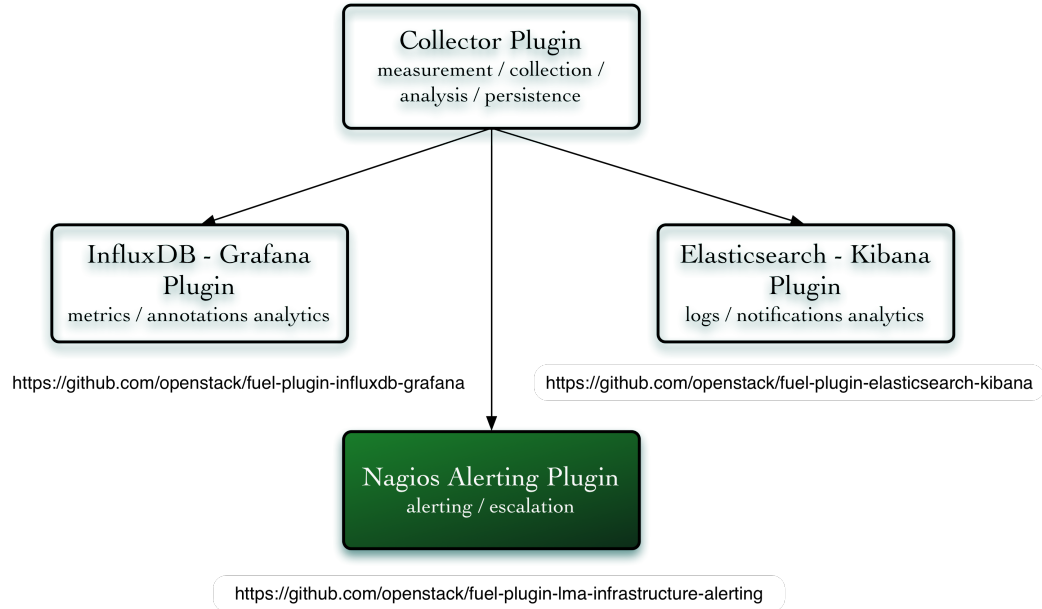 Collector Plugin
measurement / collection /
analysis / persistence
InfluxDB - Grafana
Plugin
metrics / annotations analytics
Elasticsearch - Kibana
Plugin
logs / notifications analytics
https://github.com/openstack/fuel-plugin-influxdb-grafana
https://github.com/openstack/fuel-plugin-elasticsearch-kibana
Nagios Alerting Plugin
alerting / escalation
https://github.com/openstack/fuel-plugin-lma-infrastructure-alerting